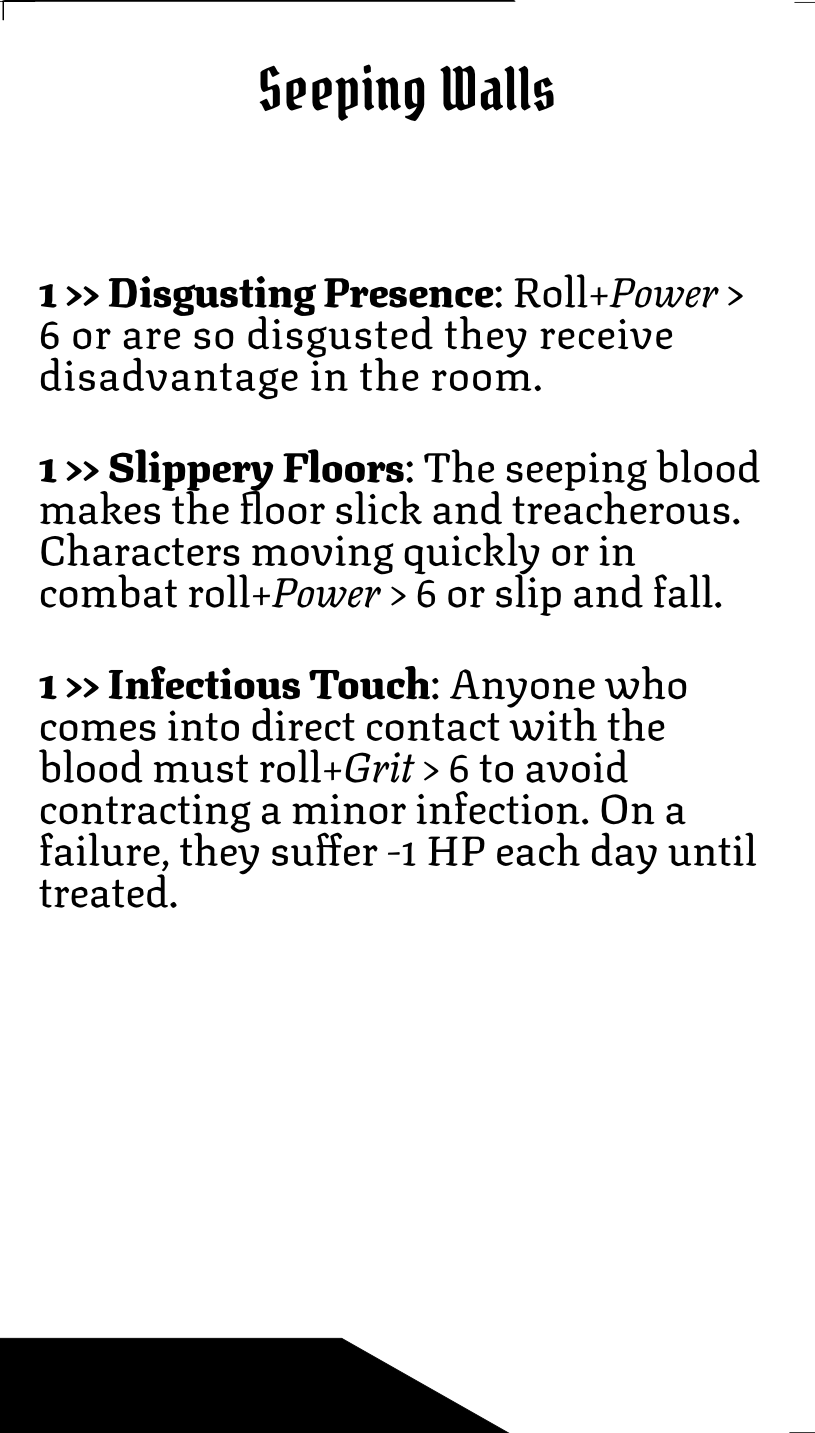 Seeping Walls
1 >> Disgusting Presence: Roll+Power >
6 or are so disgusted they receive
disadvantage in the room.
1 >> Slippery Floors: The seeping blood
makes the floor slick and treacherous.
Characters moving quickly or in
combat roll+Power > 6 or slip and fall.
1 >> Infectious Touch: Anyone who
comes into direct contact with the
blood must roll+Grit > 6 to avoid
contracting a minor infection. On a
failure, they suffer -1 HP each day until
treated.